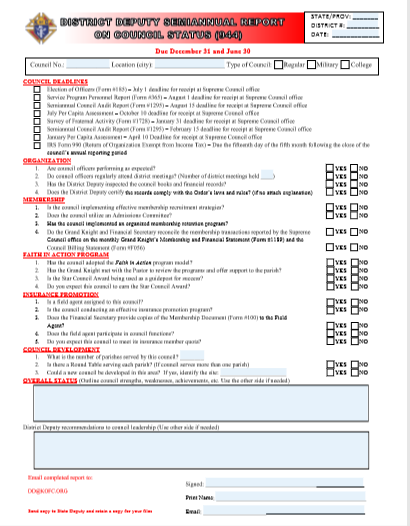 DISTRICT DEPUTY SEMIANNUAL REPORT
ON COUNCIL STATUS (944)
STATE/PROV:
DISTRICT #:
DATE:
Due December 31 and June 30
Council No.: Location (city): Type of Council: Regular Military College
COUNCIL DEADLINES
Election of Officers (Form #185) – July 1 deadline for receipt at Supreme Council office
Service Program Personnel Report (Form #365) – August 1 deadline for receipt at Supreme Council office
Semiannual Council Audit Report (Form #1295) – August 15 deadline for receipt at Supreme Council office
July Per Capita Assessment – October 10 deadline for receipt at Supreme Council office
Survey of Fraternal Activity (Form #1728) – January 31 deadline for receipt at Supreme Council office
Semiannual Council Audit Report (Form #1295) – February 15 deadline for receipt at Supreme Council office
January Per Capita Assessment – April 10 Deadline for receipt at Supreme Council office
IRS Form 990 (Return of Organization Exempt from Income Tax) – Due the fifteenth day of the fifth month following the close of the
council's annual reporting period
ORGANIZATION
1. Are council officers performing as expected? YES NO
2. Do council officers regularly attend district meetings? (Number of district meetings held ) YES NO
3. Has the District Deputy inspected the council books and financial records? YES NO
4. Does the District Deputy certify the records comply with the Order's laws and rules? (if no attach explanation) YES NO
MEMBERSHIP
1. Is the council implementing effective membership recruitment strategies? YES NO
2. Does the council utilize an Admissions Committee? YES NO
3. Has the council implemented an organized membership retention program? YES NO
4. Do the Grand Knight and Financial Secretary reconcile the membership transactions reported by the Supreme YES NO
Council office on the monthly Grand Knight's Membership and Financial Statement (Form #1189) and the
Council Billing Statement (Form #F056) YES NO
FAITH IN ACTION PROGRAM
1. Has the council adopted the Faith in Action program model? YES NO
2. Has the Grand Knight met with the Pastor to review the programs and offer support to the parish? YES NO
3. Is the Star Council Award being used as a guidepost for success? YES NO
4. Do you expect this council to earn the Star Council Award? YES NO
INSURANCE PROMOTION
1. Is a field agent assigned to this council? YES NO
2. Is the council conducting an effective insurance promotion program? YES NO
3. Does the Financial Secretary provide copies of the Membership Document (Form #100) to the Field
Agent? YES NO
4. Does the field agent participate in council functions? YES NO
5. Do you expect this council to meet its insurance member quota? YES NO
COUNCIL DEVELOPMENT
1. What is the number of parishes served by this council?
2. Is there a Round Table serving each parish? (If council serves more than one parish) YES NO
3. Could a new council be developed in this area? If yes, identify the site: YES NO
OVERALL STATUS (Outline council strengths, weaknesses, achievements, etc. Use the other side if needed)
District Deputy recommendations to council leadership (Use other side if needed)
Email completed report to:
DD@KOFC.ORG
Send copy to State Deputy and retain a copy for your files
Signed:
Print Name:
Email: